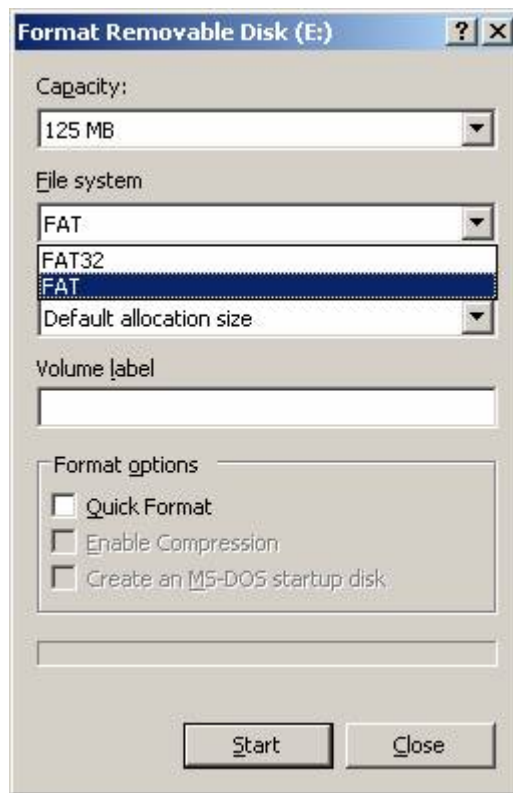 Format Removable Disk (E:)
Capacity:
125 MB
File system
FAT
FAT32
FAT
Default allocation size
Volume label
Format options
Quick Format
Enable Compression
Create an MS-DOS startup disk
Start Close